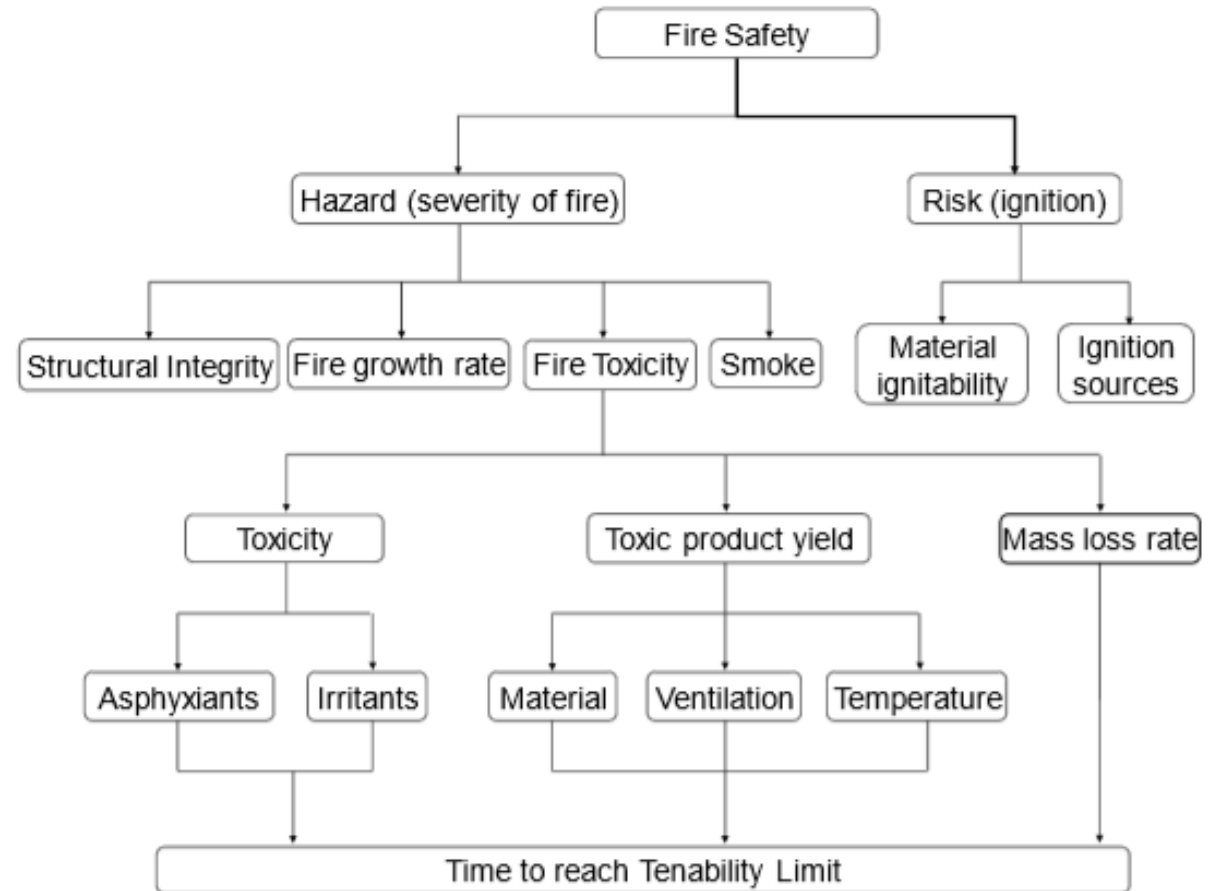 Fire Safety
Hazard (severity of fire)
Risk (ignition)
Structural Integrity
Fire growth rate
Fire Toxicity
Smoke
Material
ignitability
Ignition
sources
Toxicity
Toxic product yield
Mass loss rate
Asphyxiants
Irritants
Material
Ventilation
Temperature
Time to reach Tenability Limit